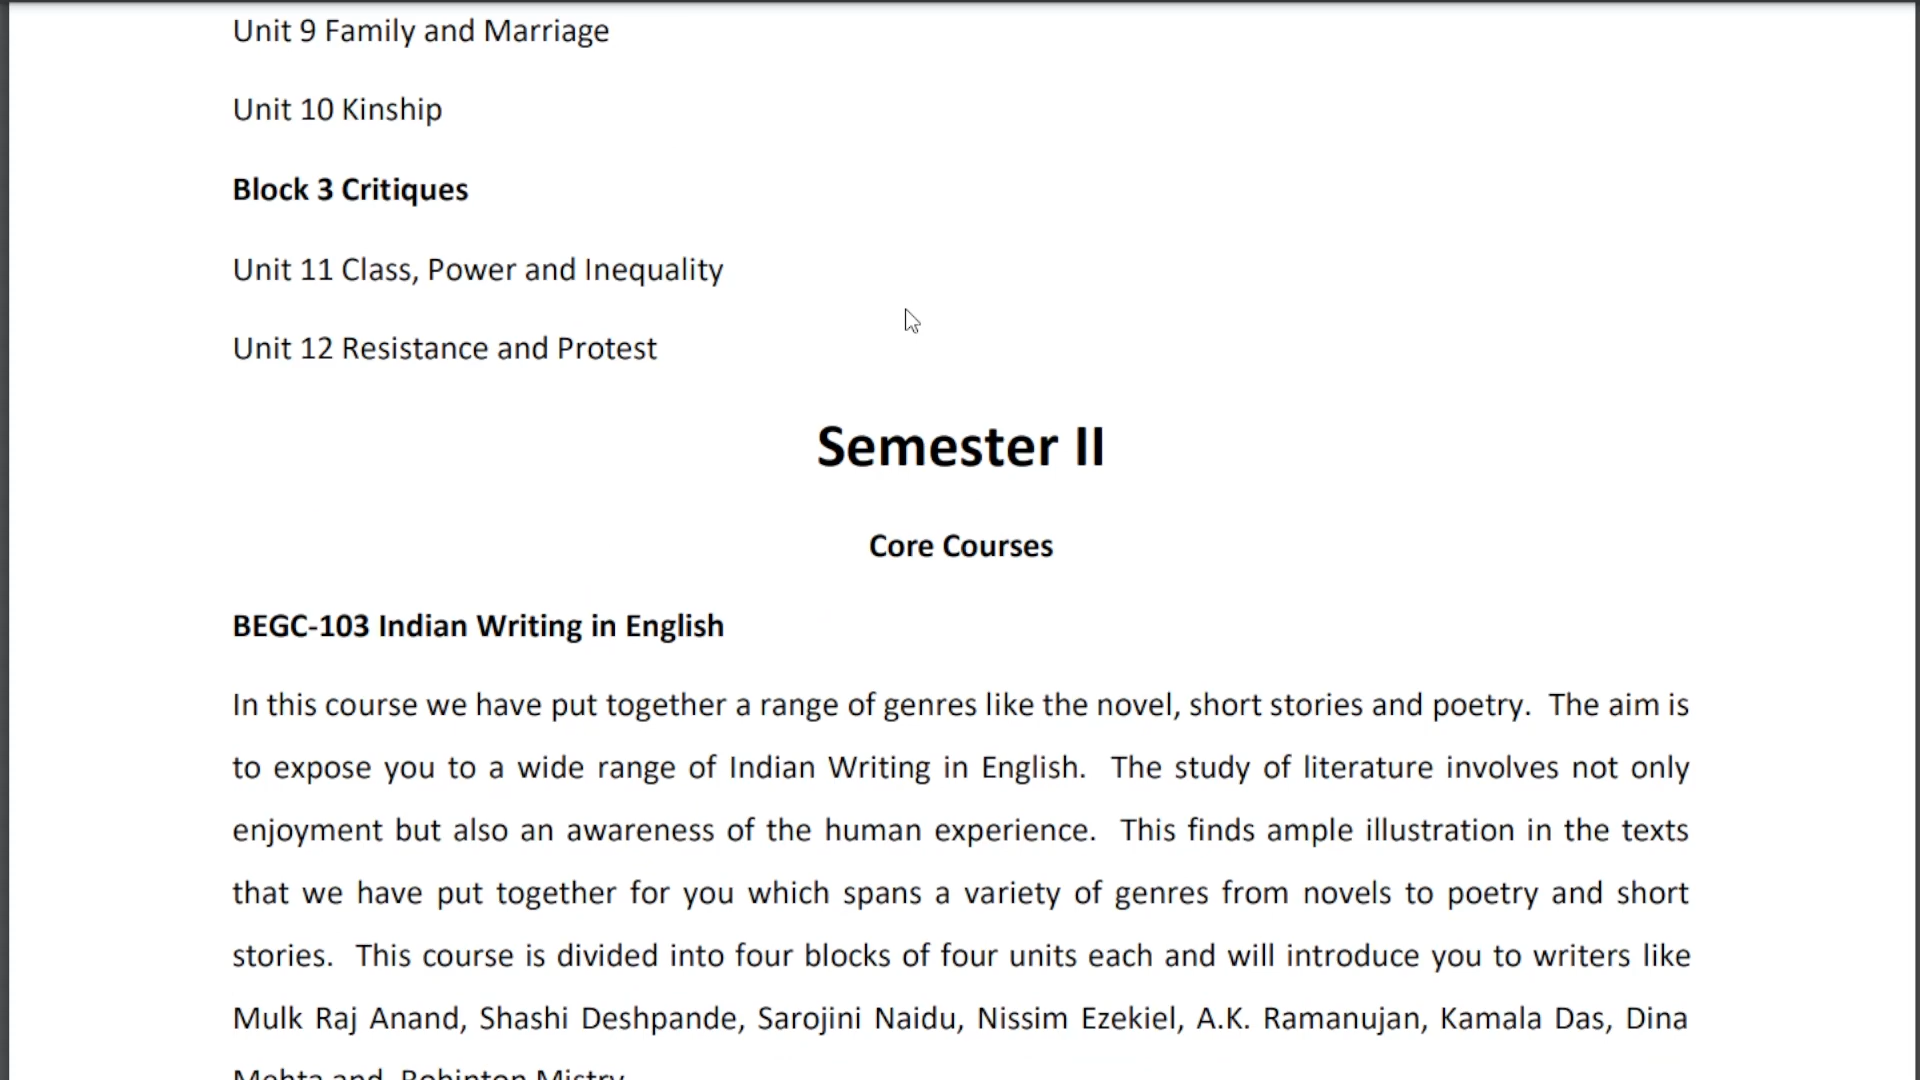 Unit 9 Family and Marriage
Unit 10 Kinship
Block 3 Critiques
Unit 11 Class, Power and Inequality
Unit 12 Resistance and Protest
Semester II
Core Courses
BEGC-103 Indian Writing in English
In this course we have put together a range of genres like the novel, short stories and poetry.  The aim is
to expose you to a wide range of Indian Writing in English.  The study of literature involves not only
enjoyment but also an awareness of the human experience.  This finds ample illustration in the texts
that we have put together for you which spans a variety of genres from novels to poetry and short
stories.  This course is divided into four blocks of four units each and will introduce you to writers like
Mulk Raj Anand, Shashi Deshpande, Sarojini Naidu, Nissim Ezekiel, A.K. Ramanujan, Kamala Das, Dina
Mehta and  Rohinton Mistry